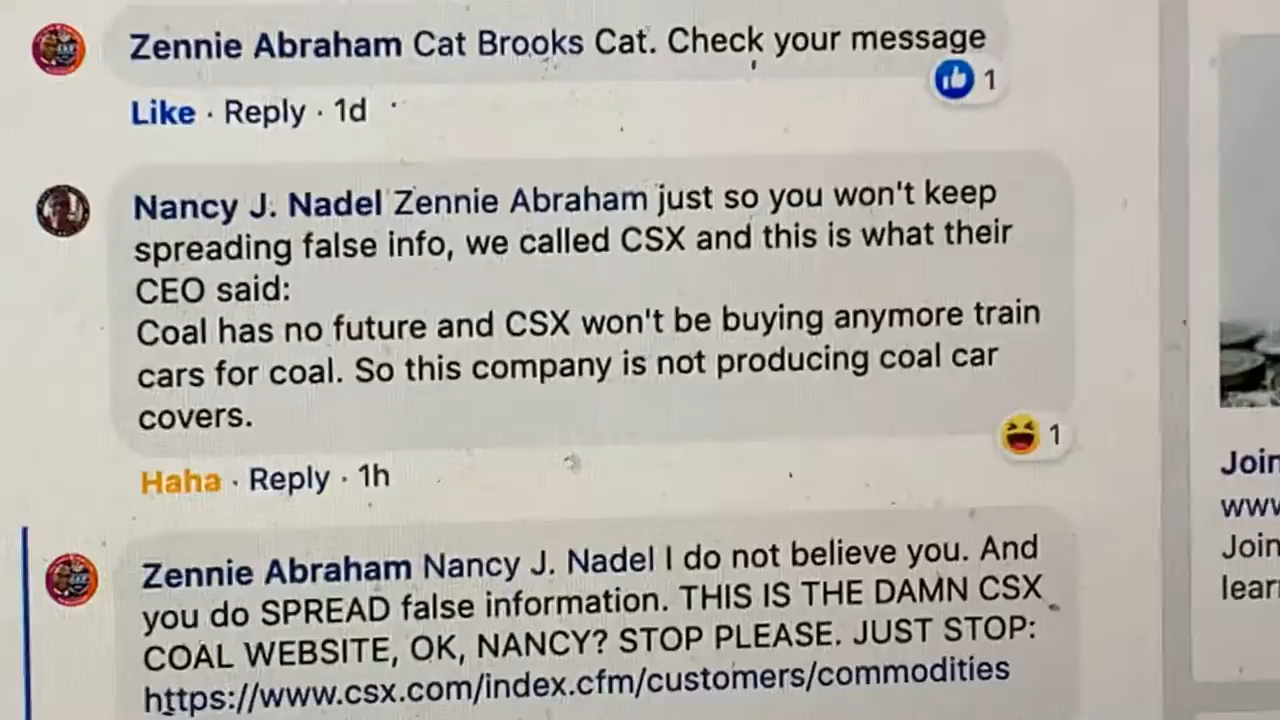 Zennie Abraham Cat Brooks Cat. Check your message
1
Like · Reply · 1d
Nancy J. Nadel Zennie Abraham just so you won't keep
spreading false info, we called CSX and this is what their
CEO said:
Coal has no future and CSX won't be buying anymore train
cars for coal. So this company is not producing coal car
covers.
1
Haha · Reply · 1h
Zennie Abraham Nancy J. Nadel I do not believe you. And
you do SPREAD false information. THIS IS THE DAMN CSX
COAL WEBSITE, OK, NANCY? STOP PLEASE. JUST STOP:
https://www.csx.com/index.cfm/customers/commodities
Join
www
Join
lear